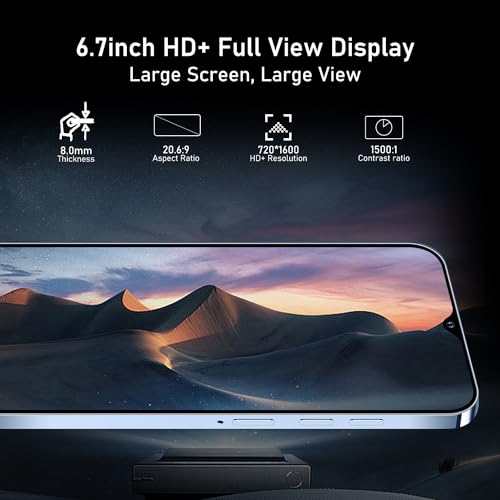 6.7inch HD+ Full View Display
Large Screen, Large View
8.0mm
Thickness
20.6:9
Aspect Ratio
720*1600
HD+ Resolution
1500:1
Contrast ratio